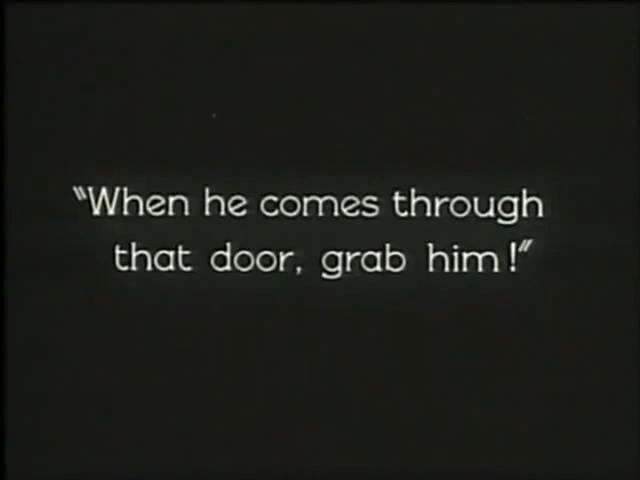 "When he comes through
that door, grab him!"